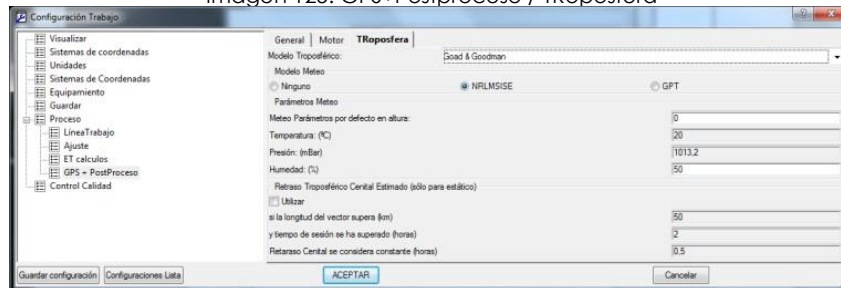 Imagen 123: GPS+Postproceso / TRoposfera
Configuración Trabajo
Visualizar
Sistemas de coordenadas
Unidades
Sistemas de Coordenadas
Equipamiento
Guardar
Proceso
LíneaTrabajo
Ajuste
ET calculos
GPS + PostProceso
Control Calidad
General Motor TRoposfera
Modelo Troposférico: Goad & Goodman
Modelo Meteo
Ninguno NRLMSISE GPT
Parámetros Meteo
Meteo Parámetros por defecto en altura: 0
Temperatura: (ºC) 20
Presión: (mBar) 1013,2
Humedad: (%) 50
Retraso Troposférico Cenital Estimado (sólo para estático)
Utilizar
si la longitud del vector supera (km) 50
y tiempo de sesión se ha superado (horas) 2
Retaraso Cenital se considera constante (horas) 0,5
Guardar configuración Configuraciones Lista ACEPTAR Cancelar